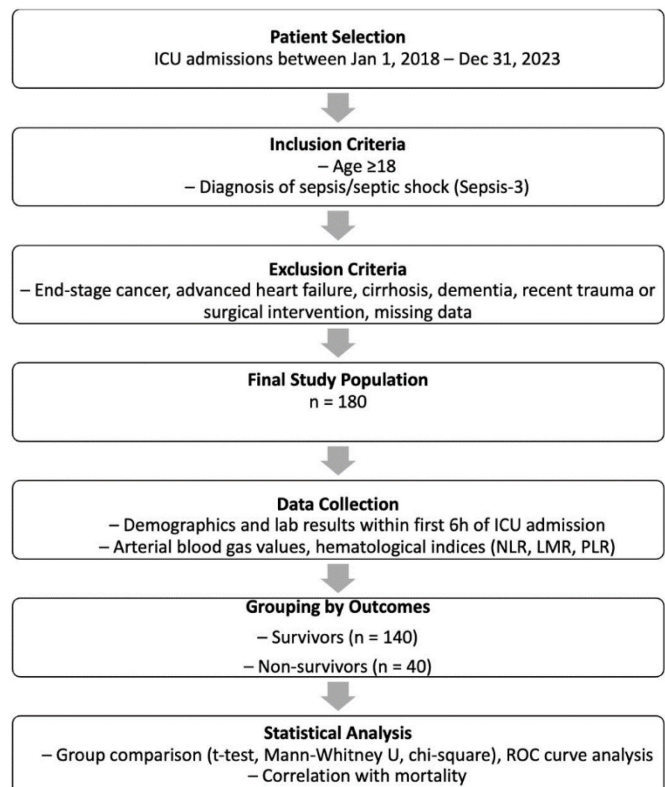 Patient Selection
ICU admissions between Jan 1, 2018 – Dec 31, 2023
Inclusion Criteria
– Age ≥18
– Diagnosis of sepsis/septic shock (Sepsis-3)
Exclusion Criteria
– End-stage cancer, advanced heart failure, cirrhosis, dementia, recent trauma or
surgical intervention, missing data
Final Study Population
n = 180
Data Collection
– Demographics and lab results within first 6h of ICU admission
– Arterial blood gas values, hematological indices (NLR, LMR, PLR)
Grouping by Outcomes
– Survivors (n = 140)
– Non-survivors (n = 40)
Statistical Analysis
– Group comparison (t-test, Mann-Whitney U, chi-square), ROC curve analysis
– Correlation with mortality